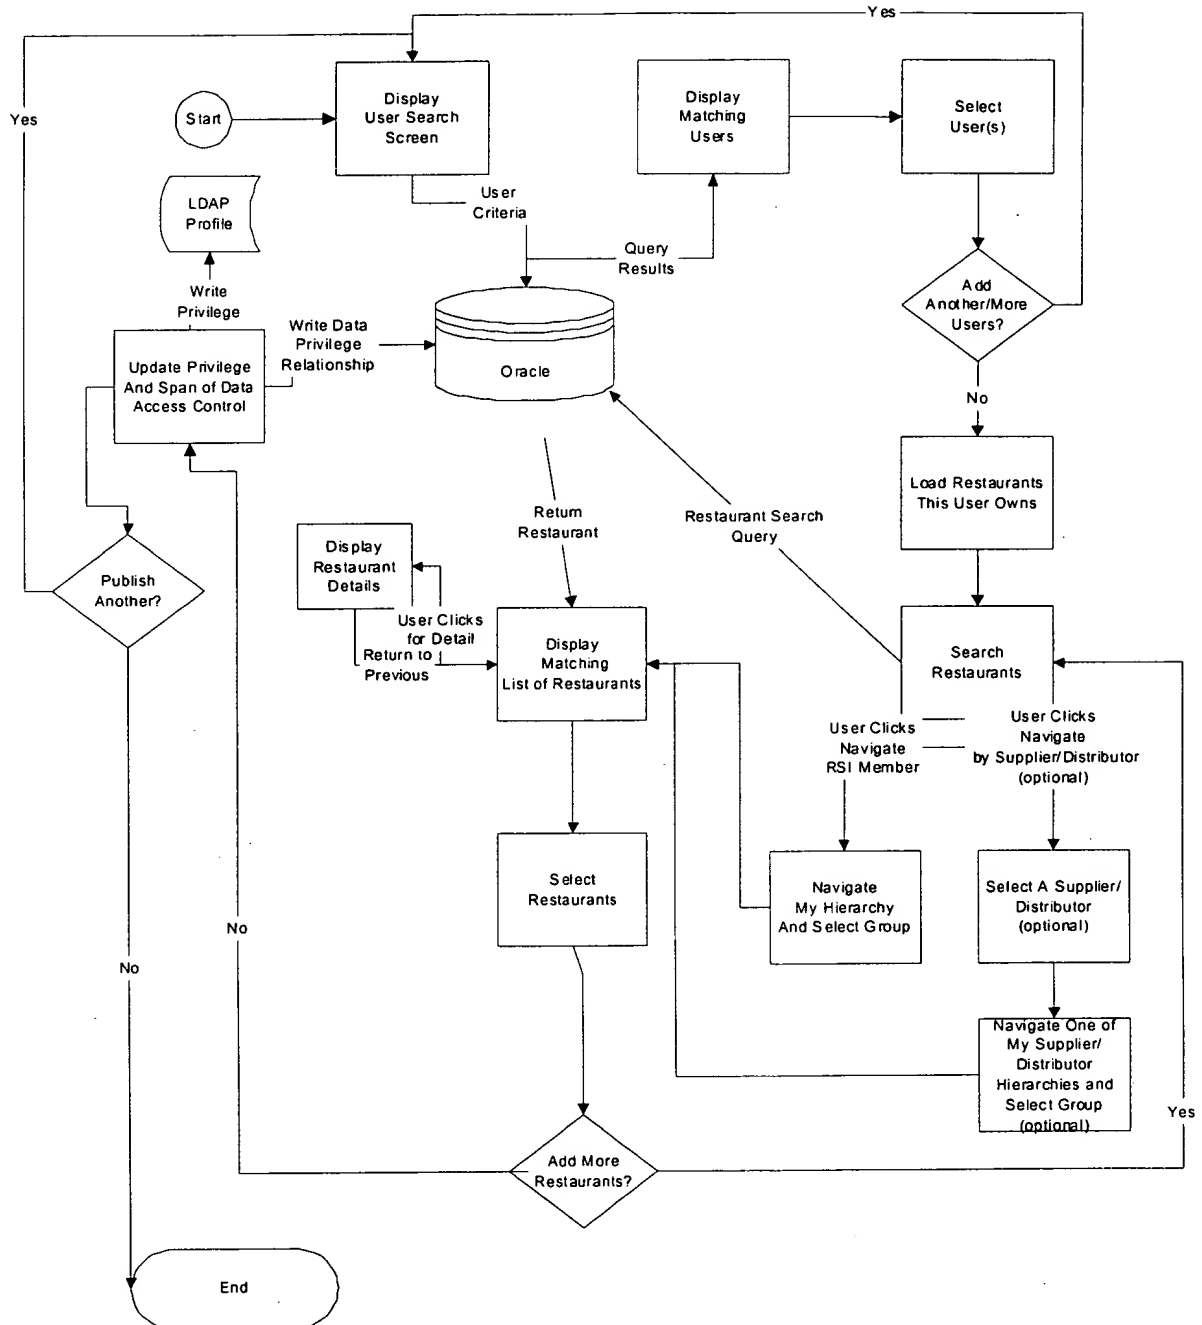 Yes
Yes
Start
Display
User Search
Screen
Display
Matching
Users
Select
User(s)
LDAP
Profile
User
Criteria
Query
Results
Add
Another/More
Users?
Write
Privilege
Write Data
Privilege
Relationship
Oracle
Update Privilege
And Span of Data
Access Control
No
Load Restaurants
This User Owns
Return
Restaurant
Restaurant Search
Query
Display
Restaurant
Details
Publish
Another?
User Clicks
for Detail
Return to
Previous
Display
Matching
List of Restaurants
Search
Restaurants
User Clicks
Navigate
RSI Member
User Clicks
Navigate
by Supplier/Distributor
(optional)
Select
Restaurants
Navigate
My Hierarchy
And Select Group
Select A Supplier/
Distributor
(optional)
No
No
Navigate One of
My Supplier/
Distributor
Hierarchies and
Select Group
(optional)
Yes
Add More
Restaurants?
End